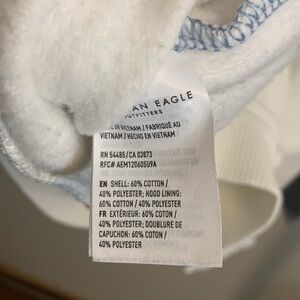 AN EAGLE
OUTFITTERS
IN VIETNAM / FABRIQUÉ AU
VIETNAM / HECHO EN VIETNAM
RN 54485/CA 03873
RFC# AEM120605U9A
EN SHELL: 60% COTTON /
40% POLYESTER; HOOD LINING:
60% COTTON / 40% POLYESTER
FR EXTÉRIEUR: 60% COTON /
40% POLYESTER; DOUBLURE DE
CAPUCHON: 60% COTON /
40% POLYESTER